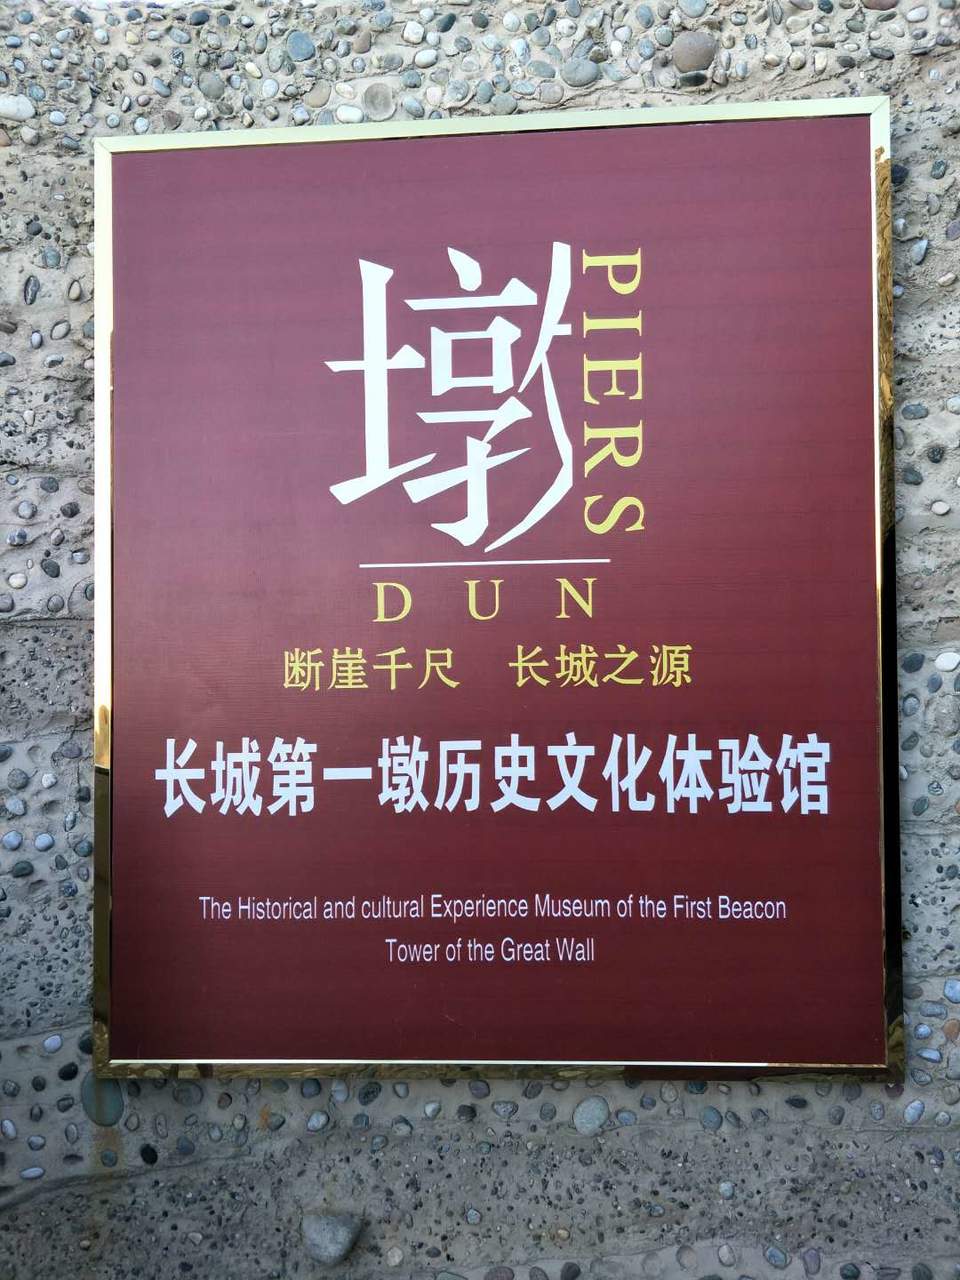 墩
PIERS
DUN
断崖千尺 长城之源
长城第一墩历史文化体验馆
The Historical and cultural Experience Museum of the First Beacon
Tower of the Great Wall